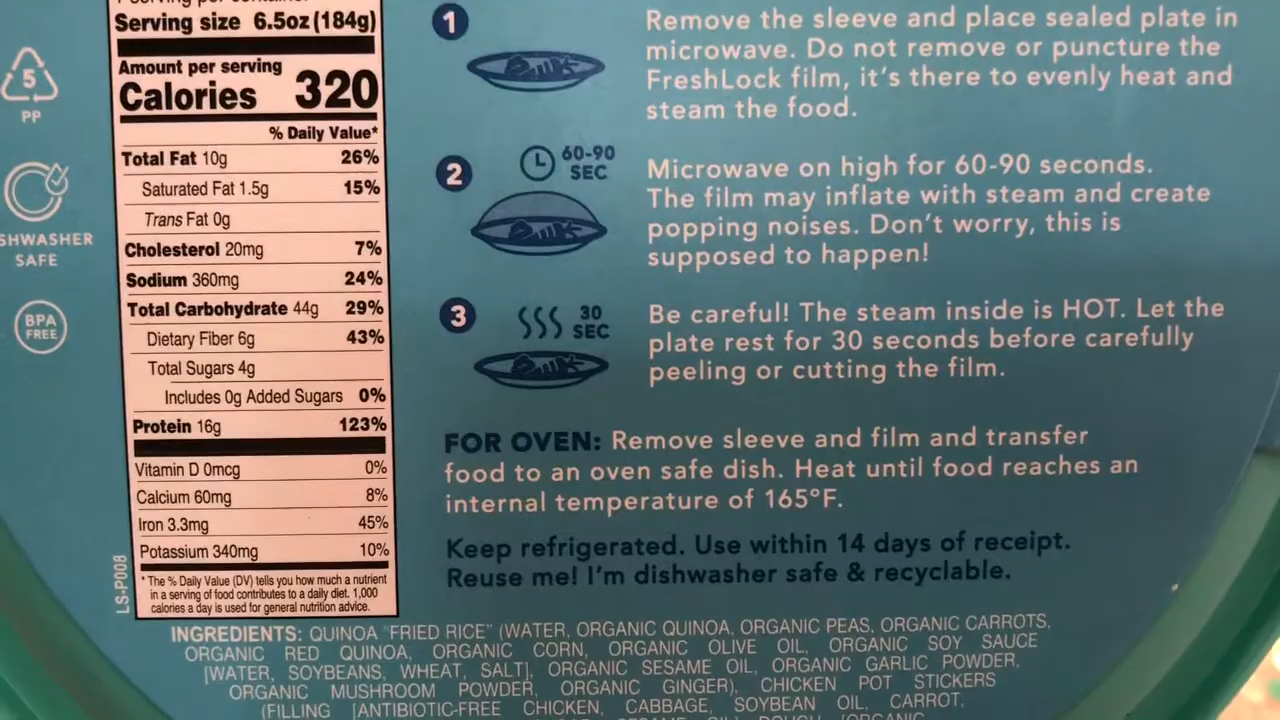 Serving size 6.5oz (184g)
Amount per serving
Calories 320
% Daily Value*
Total Fat 10g 26%
Saturated Fat 1.5g 15%
Trans Fat 0g
Cholesterol 20mg 7%
Sodium 360mg 24%
Total Carbohydrate 44g 29%
Dietary Fiber 6g 43%
Total Sugars 4g
Includes 0g Added Sugars 0%
Protein 16g 123%
Vitamin D 0mcg 0%
Calcium 60mg 8%
Iron 3.3mg 45%
Potassium 340mg 10%
* The % Daily Value (DV) tells you how much a nutrient
in a serving of food contributes to a daily diet. 1,000
calories a day is used for general nutrition advice.
LS-P008
5
PP
SHWASHER
SAFE
BPA
FREE
1
Remove the sleeve and place sealed plate in
microwave. Do not remove or puncture the
FreshLock film, it's there to evenly heat and
steam the food.
2
60-90
SEC
Microwave on high for 60-90 seconds.
The film may inflate with steam and create
popping noises. Don't worry, this is
supposed to happen!
3
30
SEC
Be careful! The steam inside is HOT. Let the
plate rest for 30 seconds before carefully
peeling or cutting the film.
FOR OVEN: Remove sleeve and film and transfer
food to an oven safe dish. Heat until food reaches an
internal temperature of 165°F.
Keep refrigerated. Use within 14 days of receipt.
Reuse me! I'm dishwasher safe & recyclable.
INGREDIENTS: QUINOA "FRIED RICE" (WATER, ORGANIC QUINOA, ORGANIC PEAS, ORGANIC CARROTS,
ORGANIC RED QUINOA, ORGANIC CORN, ORGANIC OLIVE OIL, ORGANIC SOY SAUCE
[WATER, SOYBEANS, WHEAT, SALT], ORGANIC SESAME OIL, ORGANIC GARLIC POWDER,
ORGANIC MUSHROOM POWDER, ORGANIC GINGER), CHICKEN POT STICKERS
(FILLING [ANTIBIOTIC-FREE CHICKEN, CABBAGE, SOYBEAN OIL, CARROT,